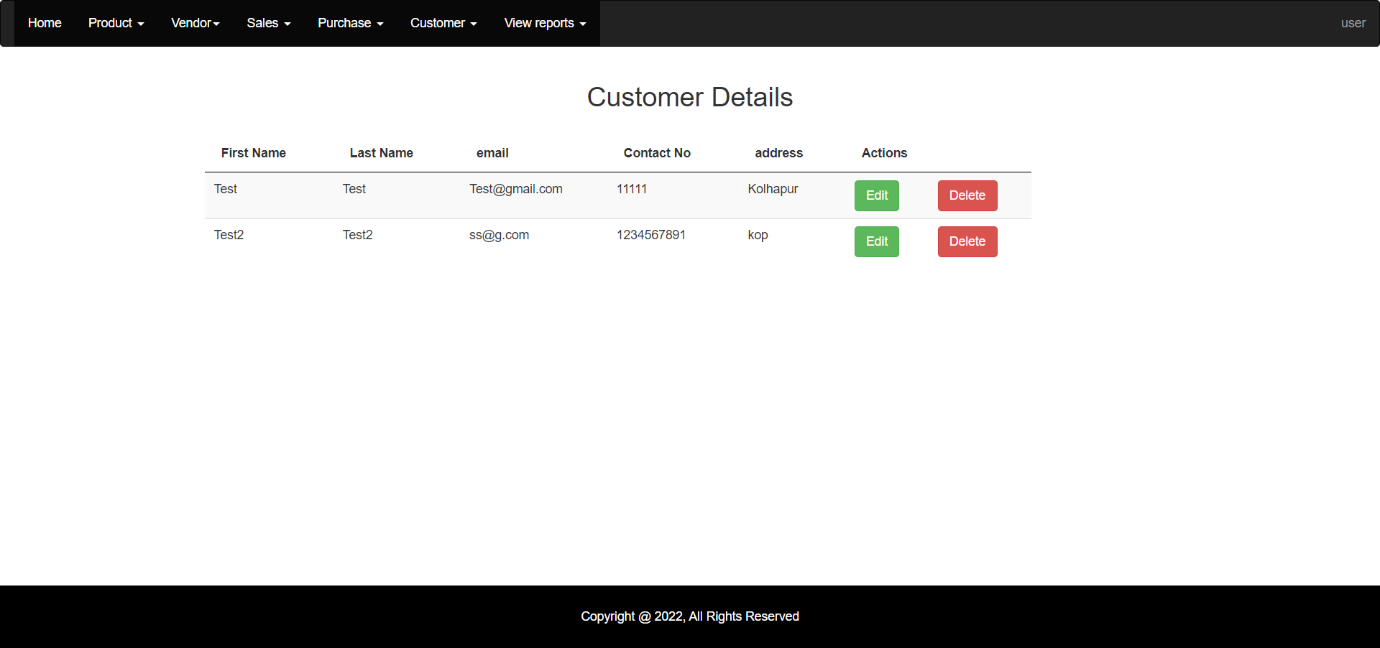 Home Product Vendor Sales Purchase Customer View reports user
Customer Details
First Name Last Name email Contact No address Actions
Test Test Test@gmail.com 11111 Kolhapur Edit Delete
Test2 Test2 ss@g.com 1234567891 kop Edit Delete
Copyright @ 2022, All Rights Reserved